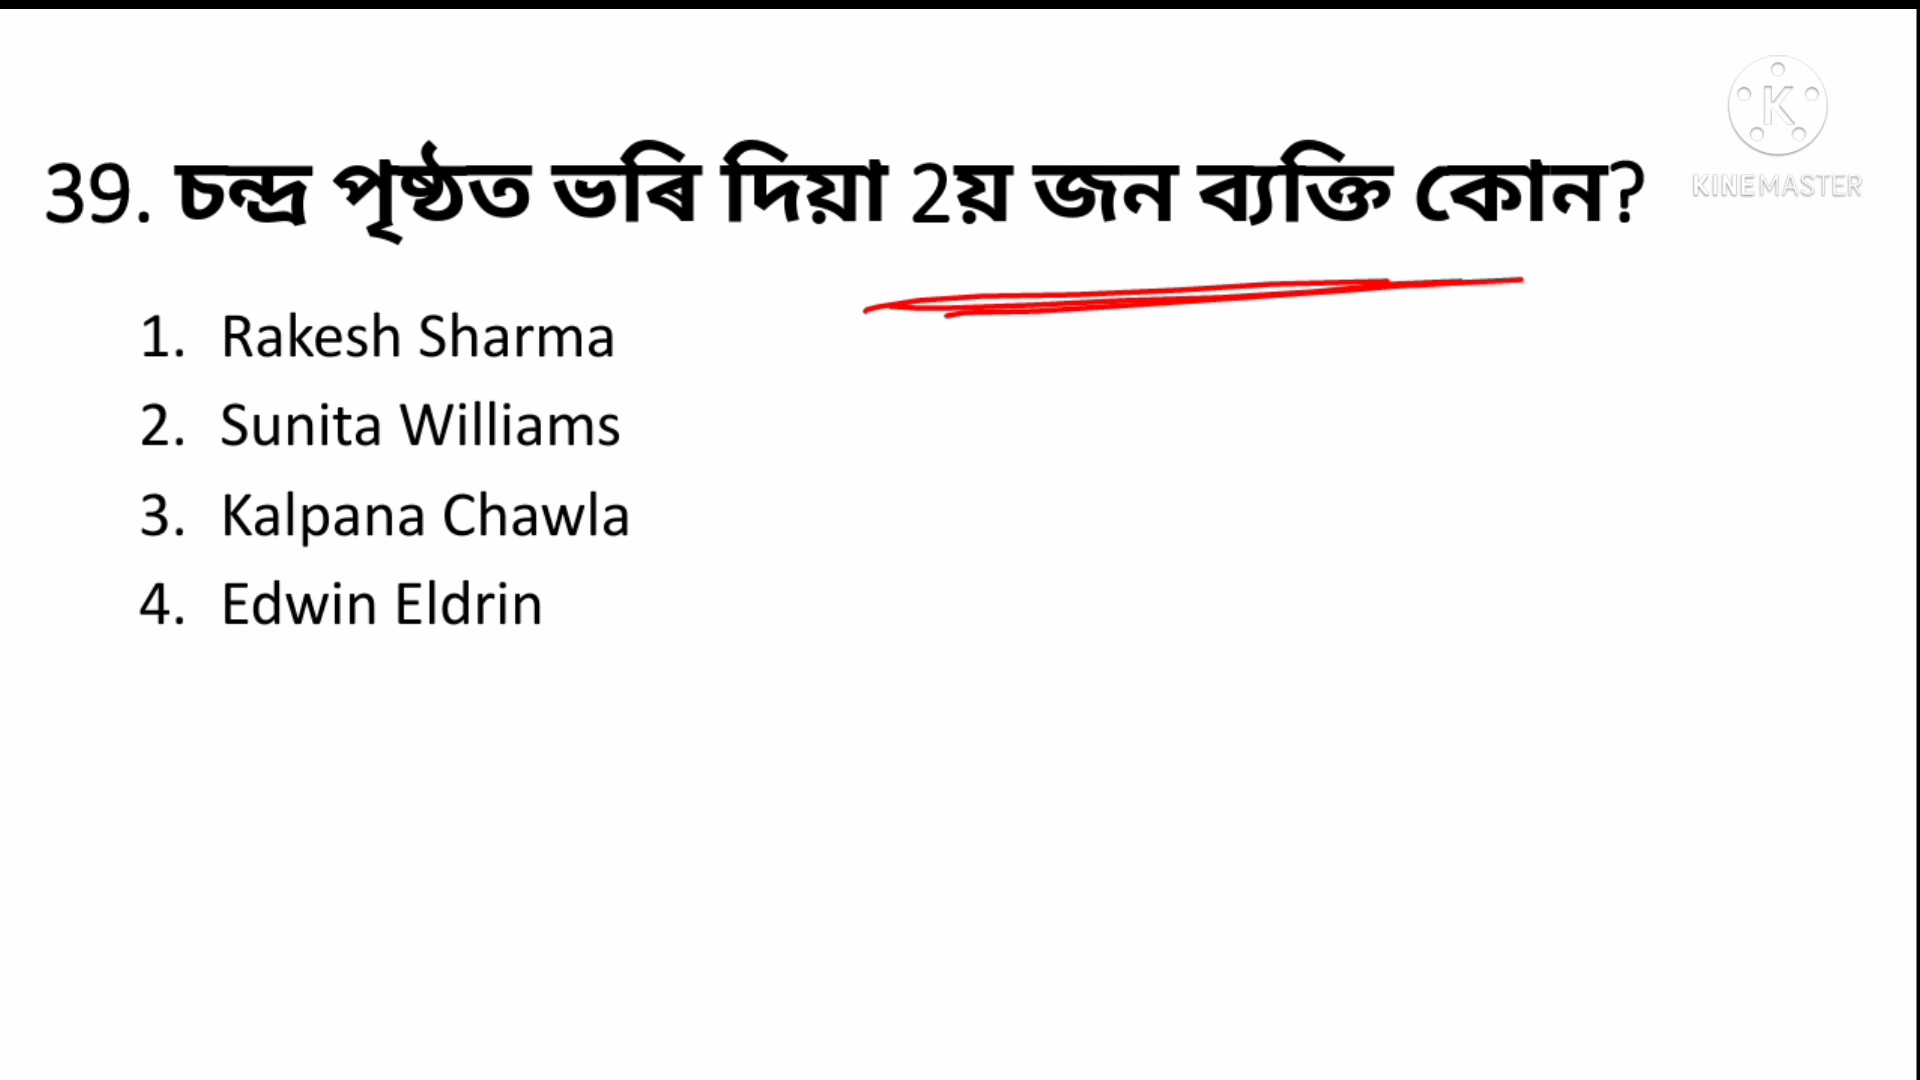 39. চন্দ্ৰ পৃষ্ঠত ভৰি দিয়া 2য় জন ব্যক্তি কোন?
K
KINEMASTER
1. Rakesh Sharma
2. Sunita Williams
3. Kalpana Chawla
4. Edwin Eldrin